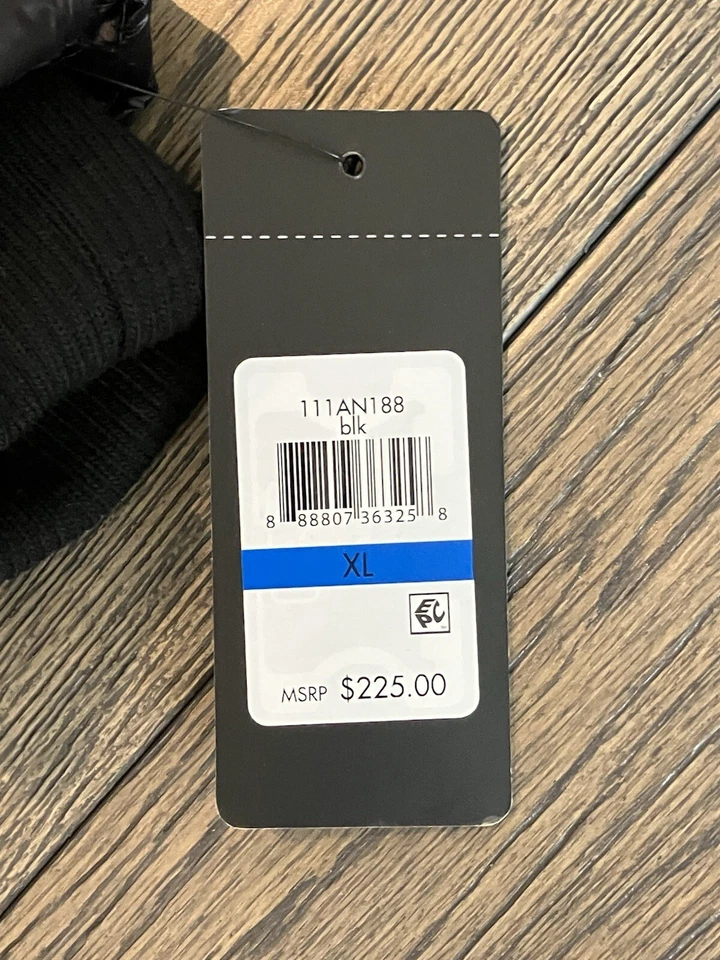 111AN188
blk
8 88807 36325 8
XL
EPC
MSRP $225.00